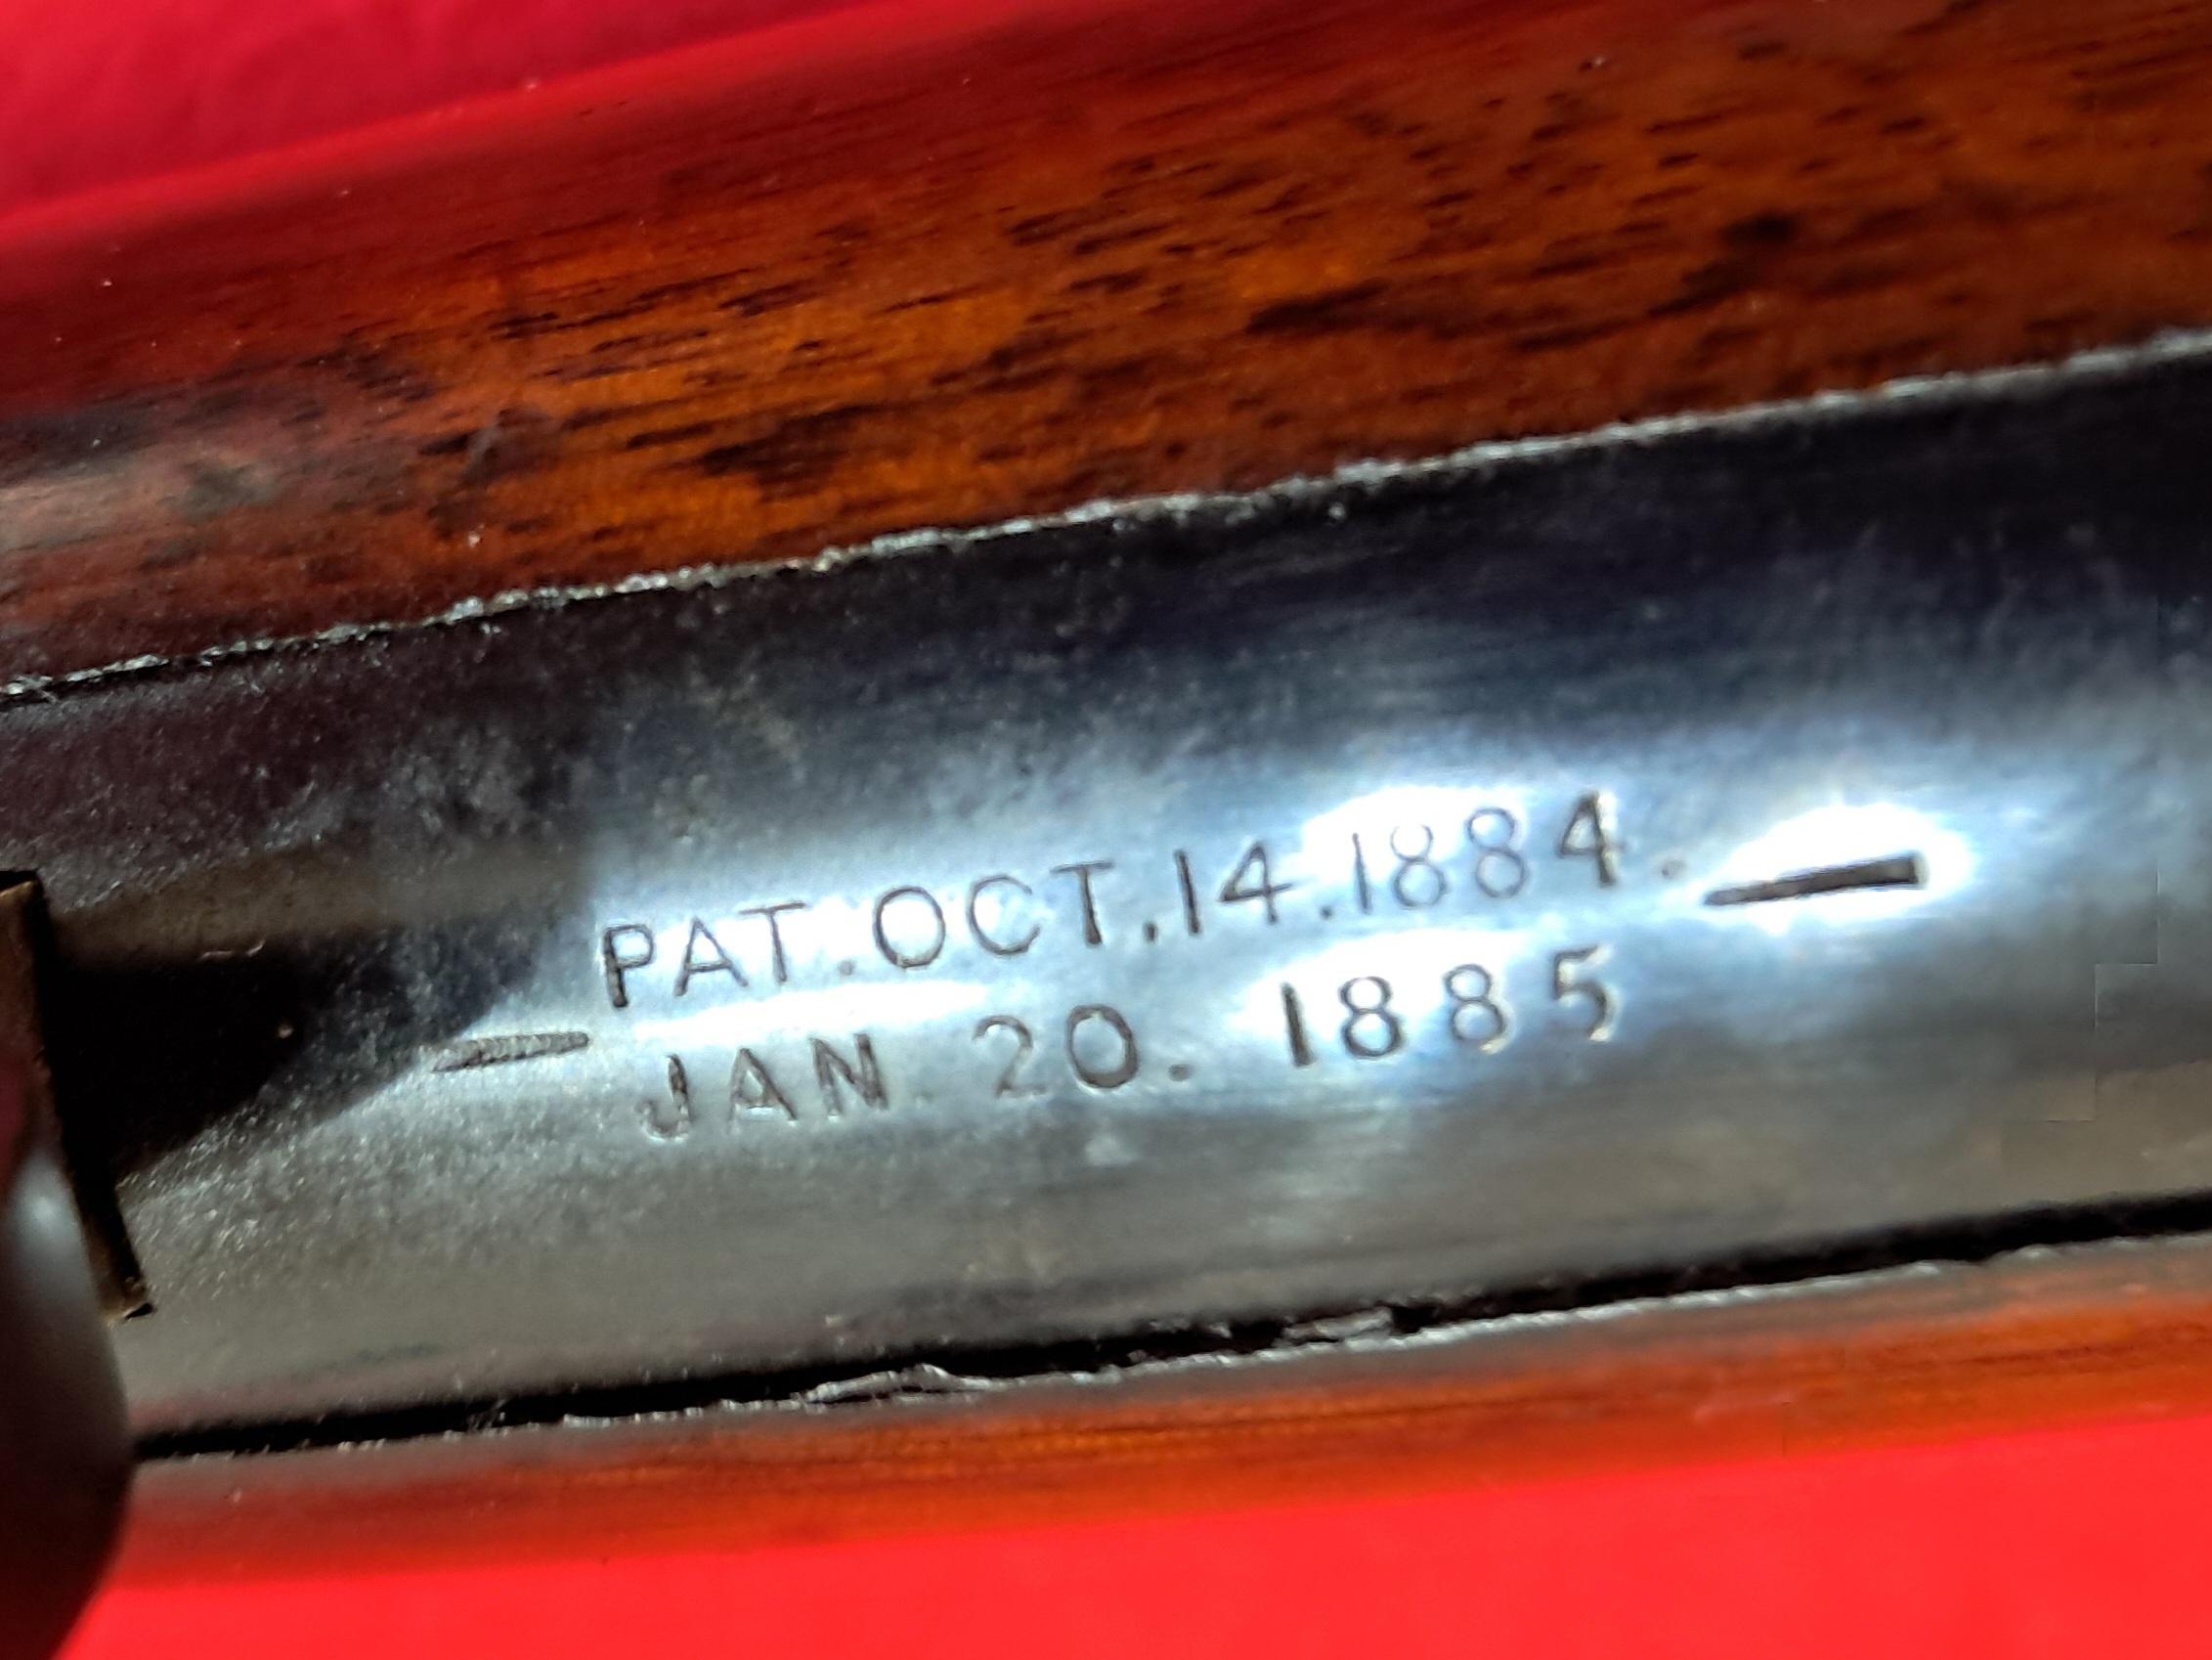 — PAT.OCT.14.1884. —
JAN. 20. 1885